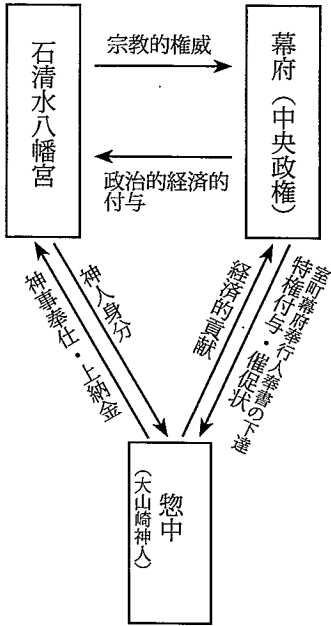 石清水八幡宮
宗教的権威
幕府(中央政権)
政治的経済的
付与
神人身分
神事奉仕・上納金
経済的貢献
室町幕府奉行人奉書の下達
特権付与・催促状
惣中
(大山崎神人)